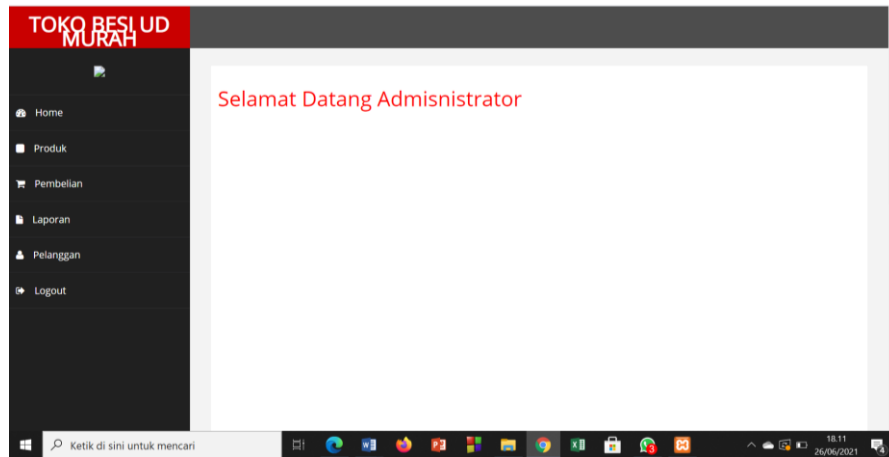 TOKO BESI UD
MURAH
Selamat Datang Admisnistrator
Home
Produk
Pembelian
Laporan
Pelanggan
Logout
Ketik di sini untuk mencari
18.11
26/06/2021